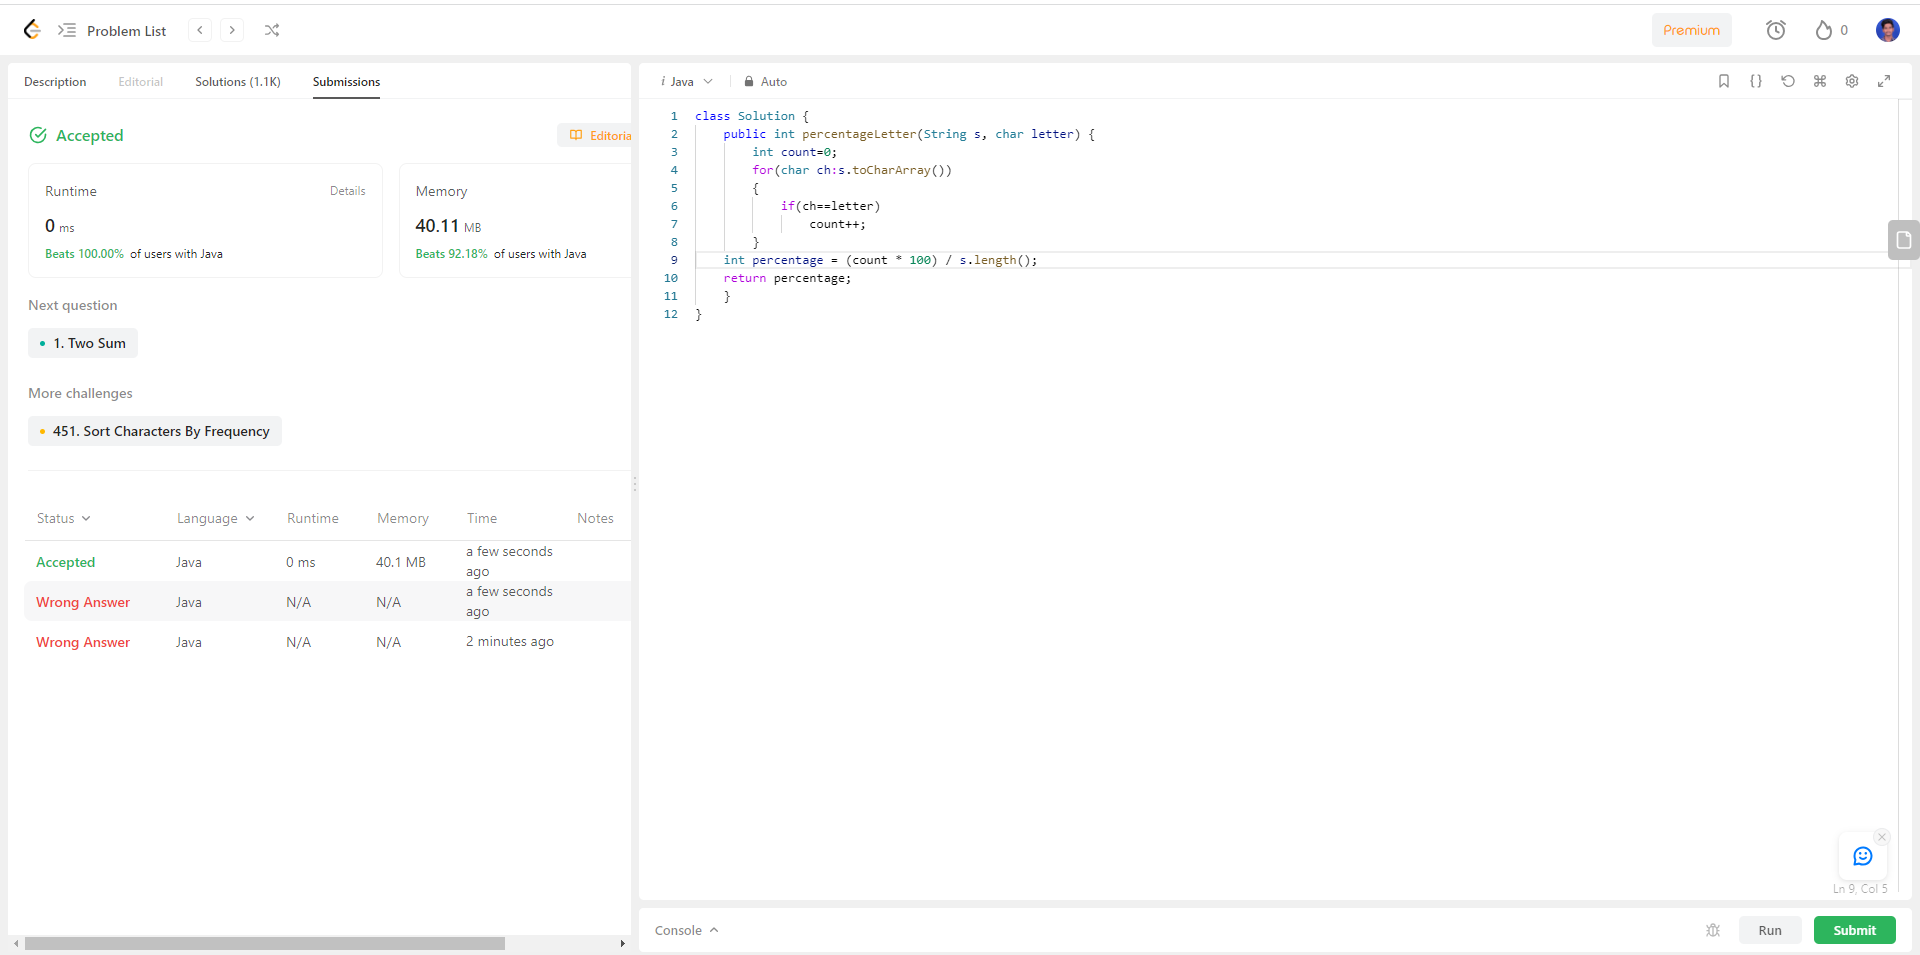 Problem List
Premium
0
Description Editorial Solutions (1.1K) Submissions
Accepted
Editoria
Runtime Details
0 ms
Beats 100.00% of users with Java
Memory
40.11 MB
Beats 92.18% of users with Java
Next question
1. Two Sum
More challenges
451. Sort Characters By Frequency
Status Language Runtime Memory Time Notes
Accepted Java 0 ms 40.1 MB a few seconds
ago
Wrong Answer Java N/A N/A a few seconds
ago
Wrong Answer Java N/A N/A 2 minutes ago
i Java Auto
1 class Solution {
2 public int percentageLetter(String s, char letter) {
3 int count=0;
4 for(char ch:s.toCharArray())
5 {
6 if(ch==letter)
7 count++;
8 }
9 int percentage = (count * 100) / s.length();
10 return percentage;
11 }
12 }
Ln 9, Col 5
Console Run Submit